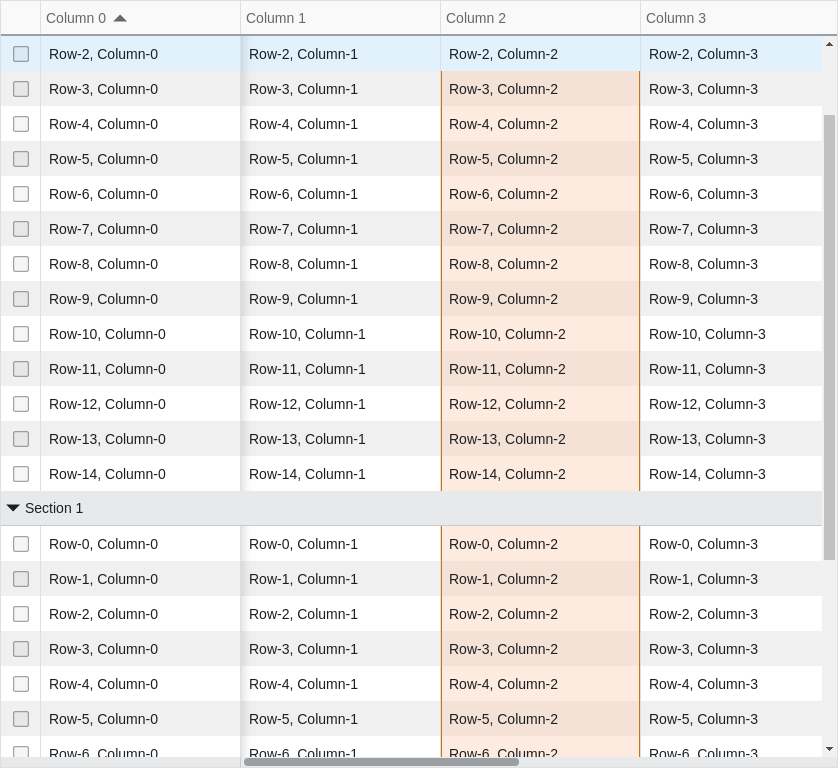 Column 0 Column 1 Column 2 Column 3
Row-2, Column-0 Row-2, Column-1 Row-2, Column-2 Row-2, Column-3
Row-3, Column-0 Row-3, Column-1 Row-3, Column-2 Row-3, Column-3
Row-4, Column-0 Row-4, Column-1 Row-4, Column-2 Row-4, Column-3
Row-5, Column-0 Row-5, Column-1 Row-5, Column-2 Row-5, Column-3
Row-6, Column-0 Row-6, Column-1 Row-6, Column-2 Row-6, Column-3
Row-7, Column-0 Row-7, Column-1 Row-7, Column-2 Row-7, Column-3
Row-8, Column-0 Row-8, Column-1 Row-8, Column-2 Row-8, Column-3
Row-9, Column-0 Row-9, Column-1 Row-9, Column-2 Row-9, Column-3
Row-10, Column-0 Row-10, Column-1 Row-10, Column-2 Row-10, Column-3
Row-11, Column-0 Row-11, Column-1 Row-11, Column-2 Row-11, Column-3
Row-12, Column-0 Row-12, Column-1 Row-12, Column-2 Row-12, Column-3
Row-13, Column-0 Row-13, Column-1 Row-13, Column-2 Row-13, Column-3
Row-14, Column-0 Row-14, Column-1 Row-14, Column-2 Row-14, Column-3
Section 1
Row-0, Column-0 Row-0, Column-1 Row-0, Column-2 Row-0, Column-3
Row-1, Column-0 Row-1, Column-1 Row-1, Column-2 Row-1, Column-3
Row-2, Column-0 Row-2, Column-1 Row-2, Column-2 Row-2, Column-3
Row-3, Column-0 Row-3, Column-1 Row-3, Column-2 Row-3, Column-3
Row-4, Column-0 Row-4, Column-1 Row-4, Column-2 Row-4, Column-3
Row-5, Column-0 Row-5, Column-1 Row-5, Column-2 Row-5, Column-3
Row-6, Column-0 Row-6, Column-1 Row-6, Column-2 Row-6, Column-3